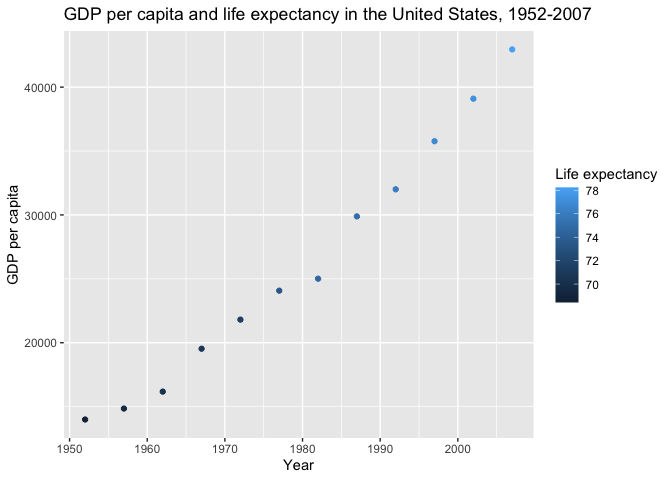 GDP per capita and life expectancy in the United States, 1952-2007
40000
30000
20000
GDP per capita
1950 1960 1970 1980 1990 2000
Year
Life expectancy
78
76
74
72
70